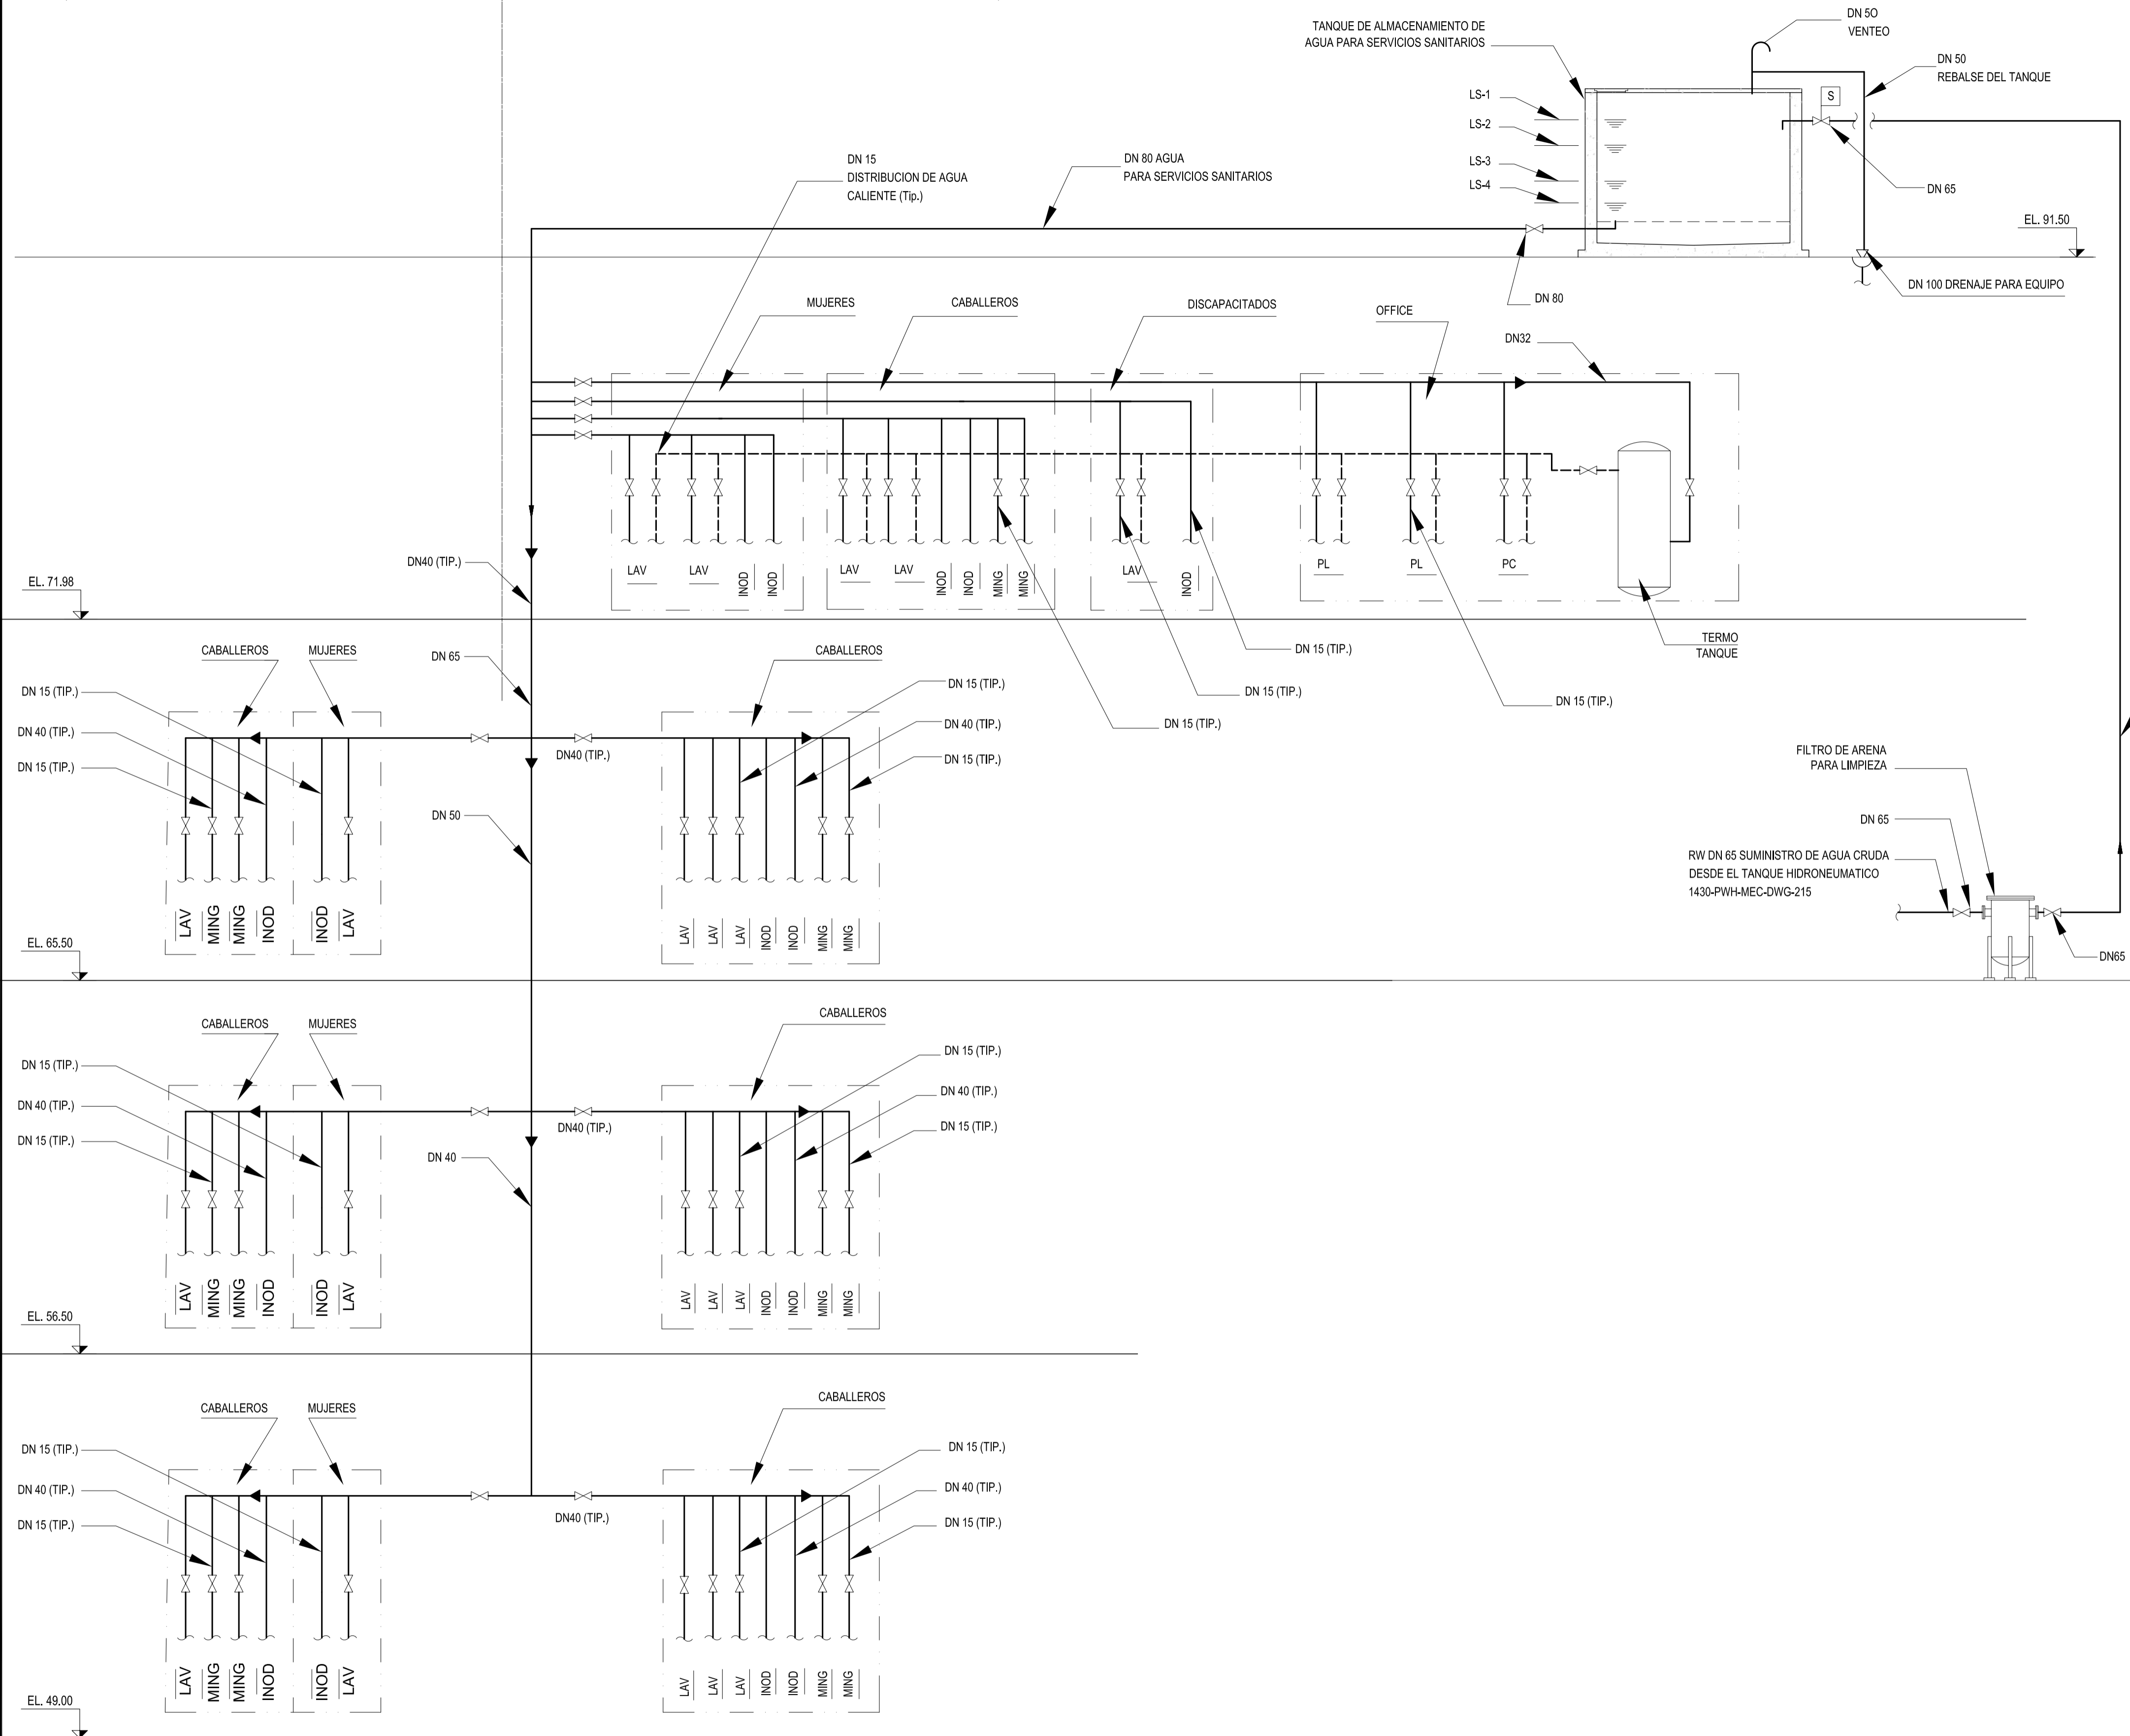 TANQUE DE ALMACENAMIENTO DE
AGUA PARA SERVICIOS SANITARIOS
DN 5O
VENTEO
DN 50
REBALSE DEL TANQUE
S
LS-1
LS-2
LS-3
LS-4
DN 65
DN 15
DISTRIBUCION DE AGUA
CALIENTE (Tip.)
DN 80 AGUA
PARA SERVICIOS SANITARIOS
EL. 91.50
DN 80
DN 100 DRENAJE PARA EQUIPO
MUJERES
CABALLEROS
DISCAPACITADOS
OFFICE
DN32
DN40 (TIP.)
LAV
LAV
INOD
INOD
LAV
LAV
INOD
INOD
MING
MING
LAV
INOD
PL
PL
PC
EL. 71.98
TERMO
TANQUE
DN 15 (TIP.)
DN 15 (TIP.)
DN 15 (TIP.)
DN 15 (TIP.)
CABALLEROS
MUJERES
DN 65
CABALLEROS
DN 15 (TIP.)
DN 40 (TIP.)
DN 15 (TIP.)
DN40 (TIP.)
DN 15 (TIP.)
DN 40 (TIP.)
DN 15 (TIP.)
DN 50
LAV
MING
MING
INOD
INOD
LAV
LAV
LAV
LAV
INOD
INOD
MING
MING
FILTRO DE ARENA
PARA LIMPIEZA
DN 65
RW DN 65 SUMINISTRO DE AGUA CRUDA
DESDE EL TANQUE HIDRONEUMATICO
1430-PWH-MEC-DWG-215
DN65
EL. 65.50
CABALLEROS
MUJERES
CABALLEROS
DN 15 (TIP.)
DN 40 (TIP.)
DN 15 (TIP.)
DN40 (TIP.)
DN 15 (TIP.)
DN 40 (TIP.)
DN 15 (TIP.)
DN 40
LAV
MING
MING
INOD
INOD
LAV
LAV
LAV
LAV
INOD
INOD
MING
MING
EL. 56.50
CABALLEROS
MUJERES
CABALLEROS
DN 15 (TIP.)
DN 40 (TIP.)
DN 15 (TIP.)
DN40 (TIP.)
DN 15 (TIP.)
DN 40 (TIP.)
DN 15 (TIP.)
LAV
MING
MING
INOD
INOD
LAV
LAV
LAV
LAV
INOD
INOD
MING
MING
EL. 49.00